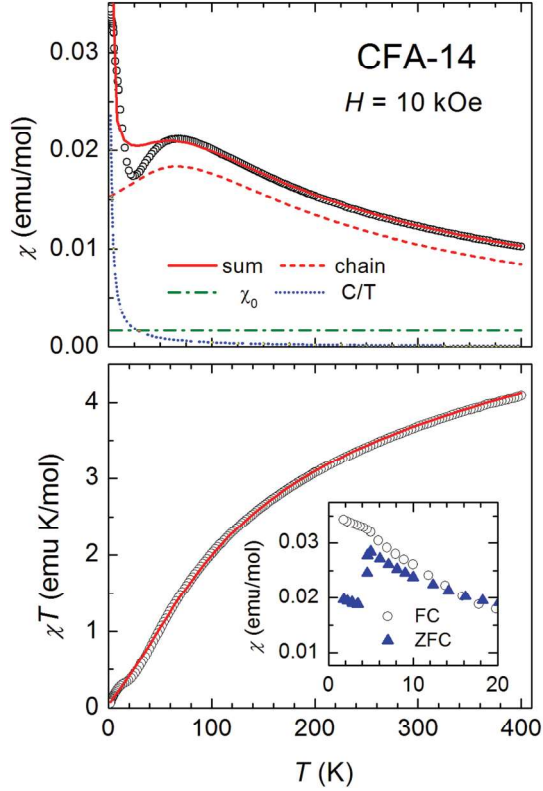 CFA-14
H = 10 kOe
0.03
0.02
0.01
0.00
χ (emu/mol)
sum
chain
χ0
C/T
4
3
2
1
0
χT (emu K/mol)
0.03
0.02
0.01
χ (emu/mol)
FC
ZFC
0 10 20
0 100 200 300 400
T (K)